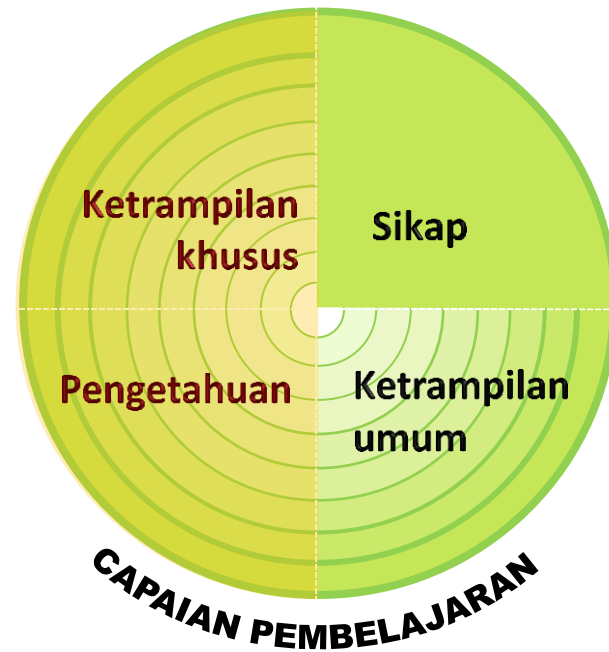 Ketrampilan
khusus
Sikap
Pengetahuan
Ketrampilan
umum
CAPAIAN PEMBELAJARAN